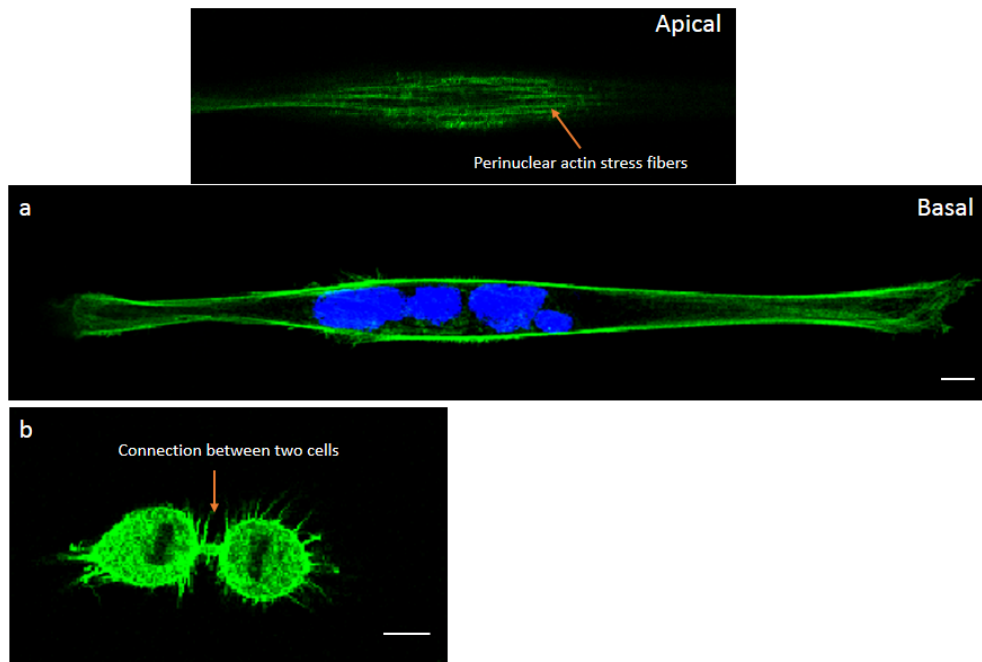 Apical
Perinuclear actin stress fibers
a
Basal
b
Connection between two cells